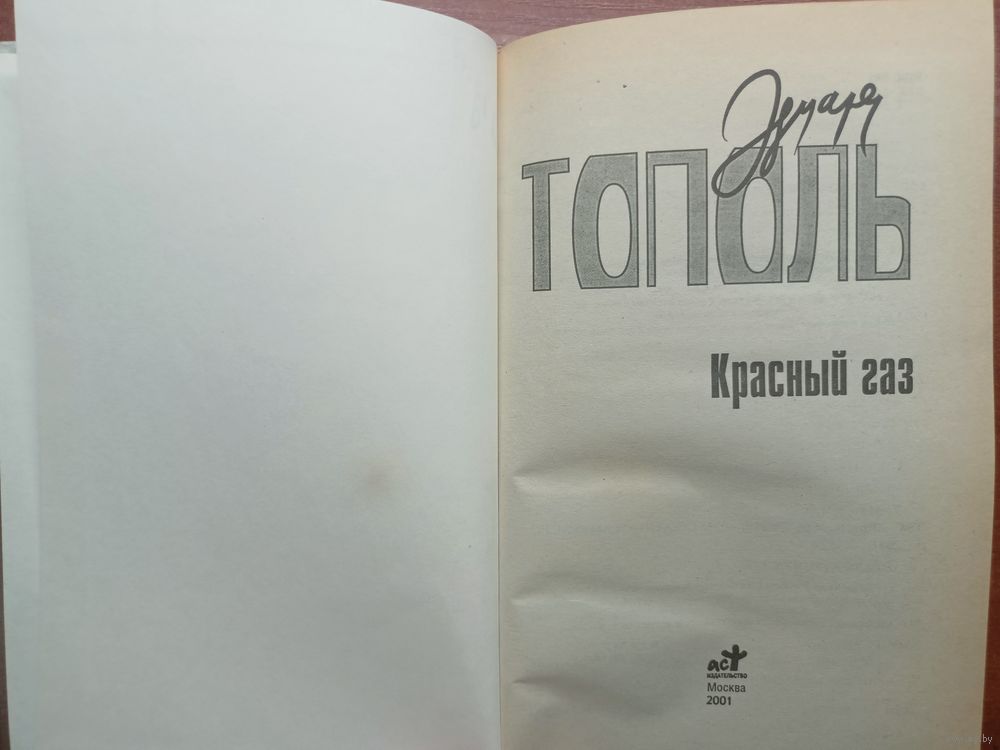 Эдуард
ТОПОЛЬ
Красный газ
аст
ИЗДАТЕЛЬСТВО
Москва
2001